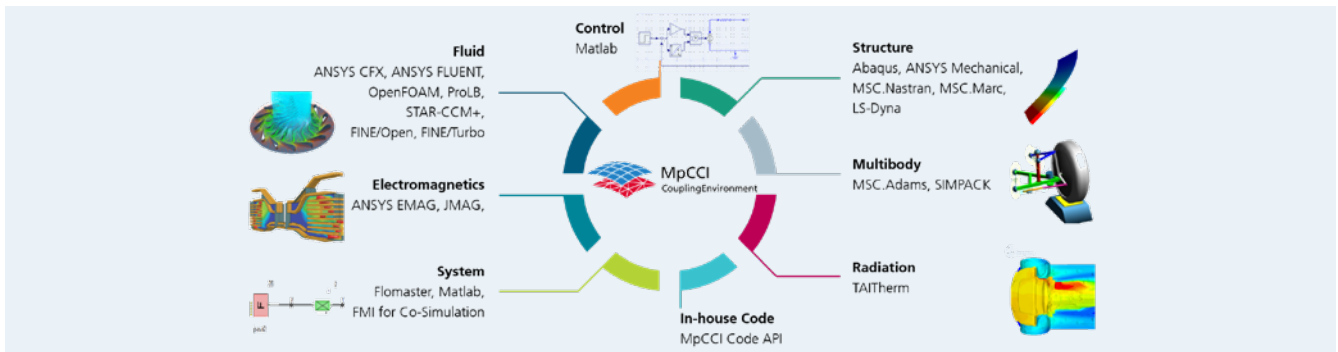 Control
Matlab
Fluid
ANSYS CFX, ANSYS FLUENT,
OpenFOAM, ProLB,
STAR-CCM+,
FINE/Open, FINE/Turbo
Structure
Abaqus, ANSYS Mechanical,
MSC.Nastran, MSC.Marc,
LS-Dyna
MpCCI
CouplingEnvironment
Electromagnetics
ANSYS EMAG, JMAG,
Multibody
MSC.Adams, SIMPACK
System
Flomaster, Matlab,
FMI for Co-Simulation
F
Radiation
TAITherm
In-house Code
MpCCI Code API